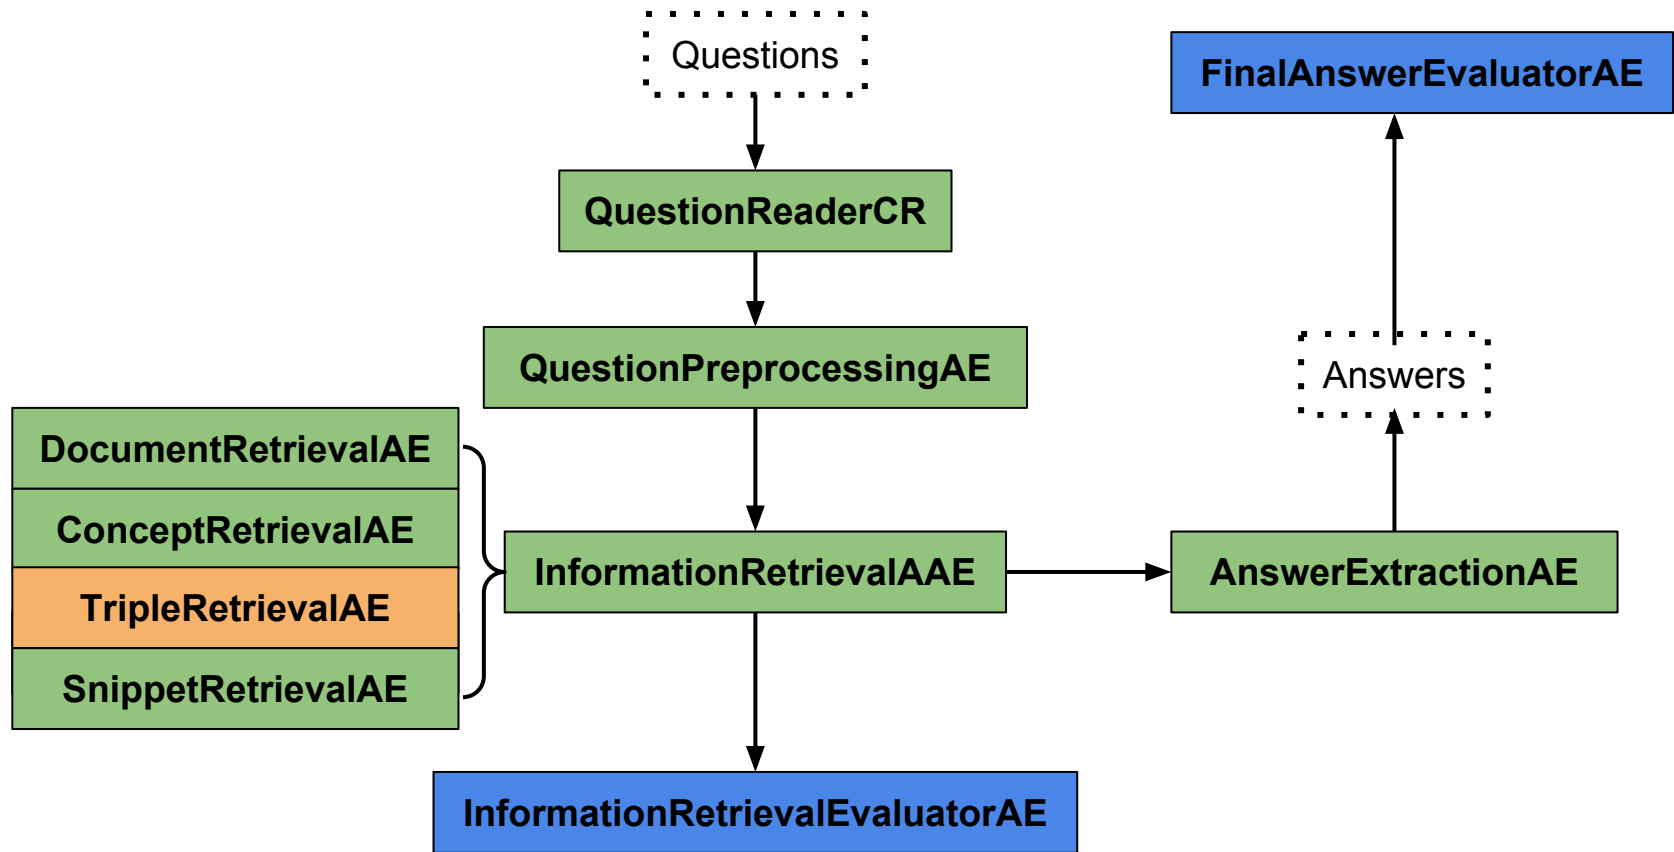 Questions
FinalAnswerEvaluatorAE
QuestionReaderCR
QuestionPreprocessingAE
Answers
DocumentRetrievalAE
ConceptRetrievalAE
TripleRetrievalAE
SnippetRetrievalAE
InformationRetrievalAAE
AnswerExtractionAE
InformationRetrievalEvaluatorAE